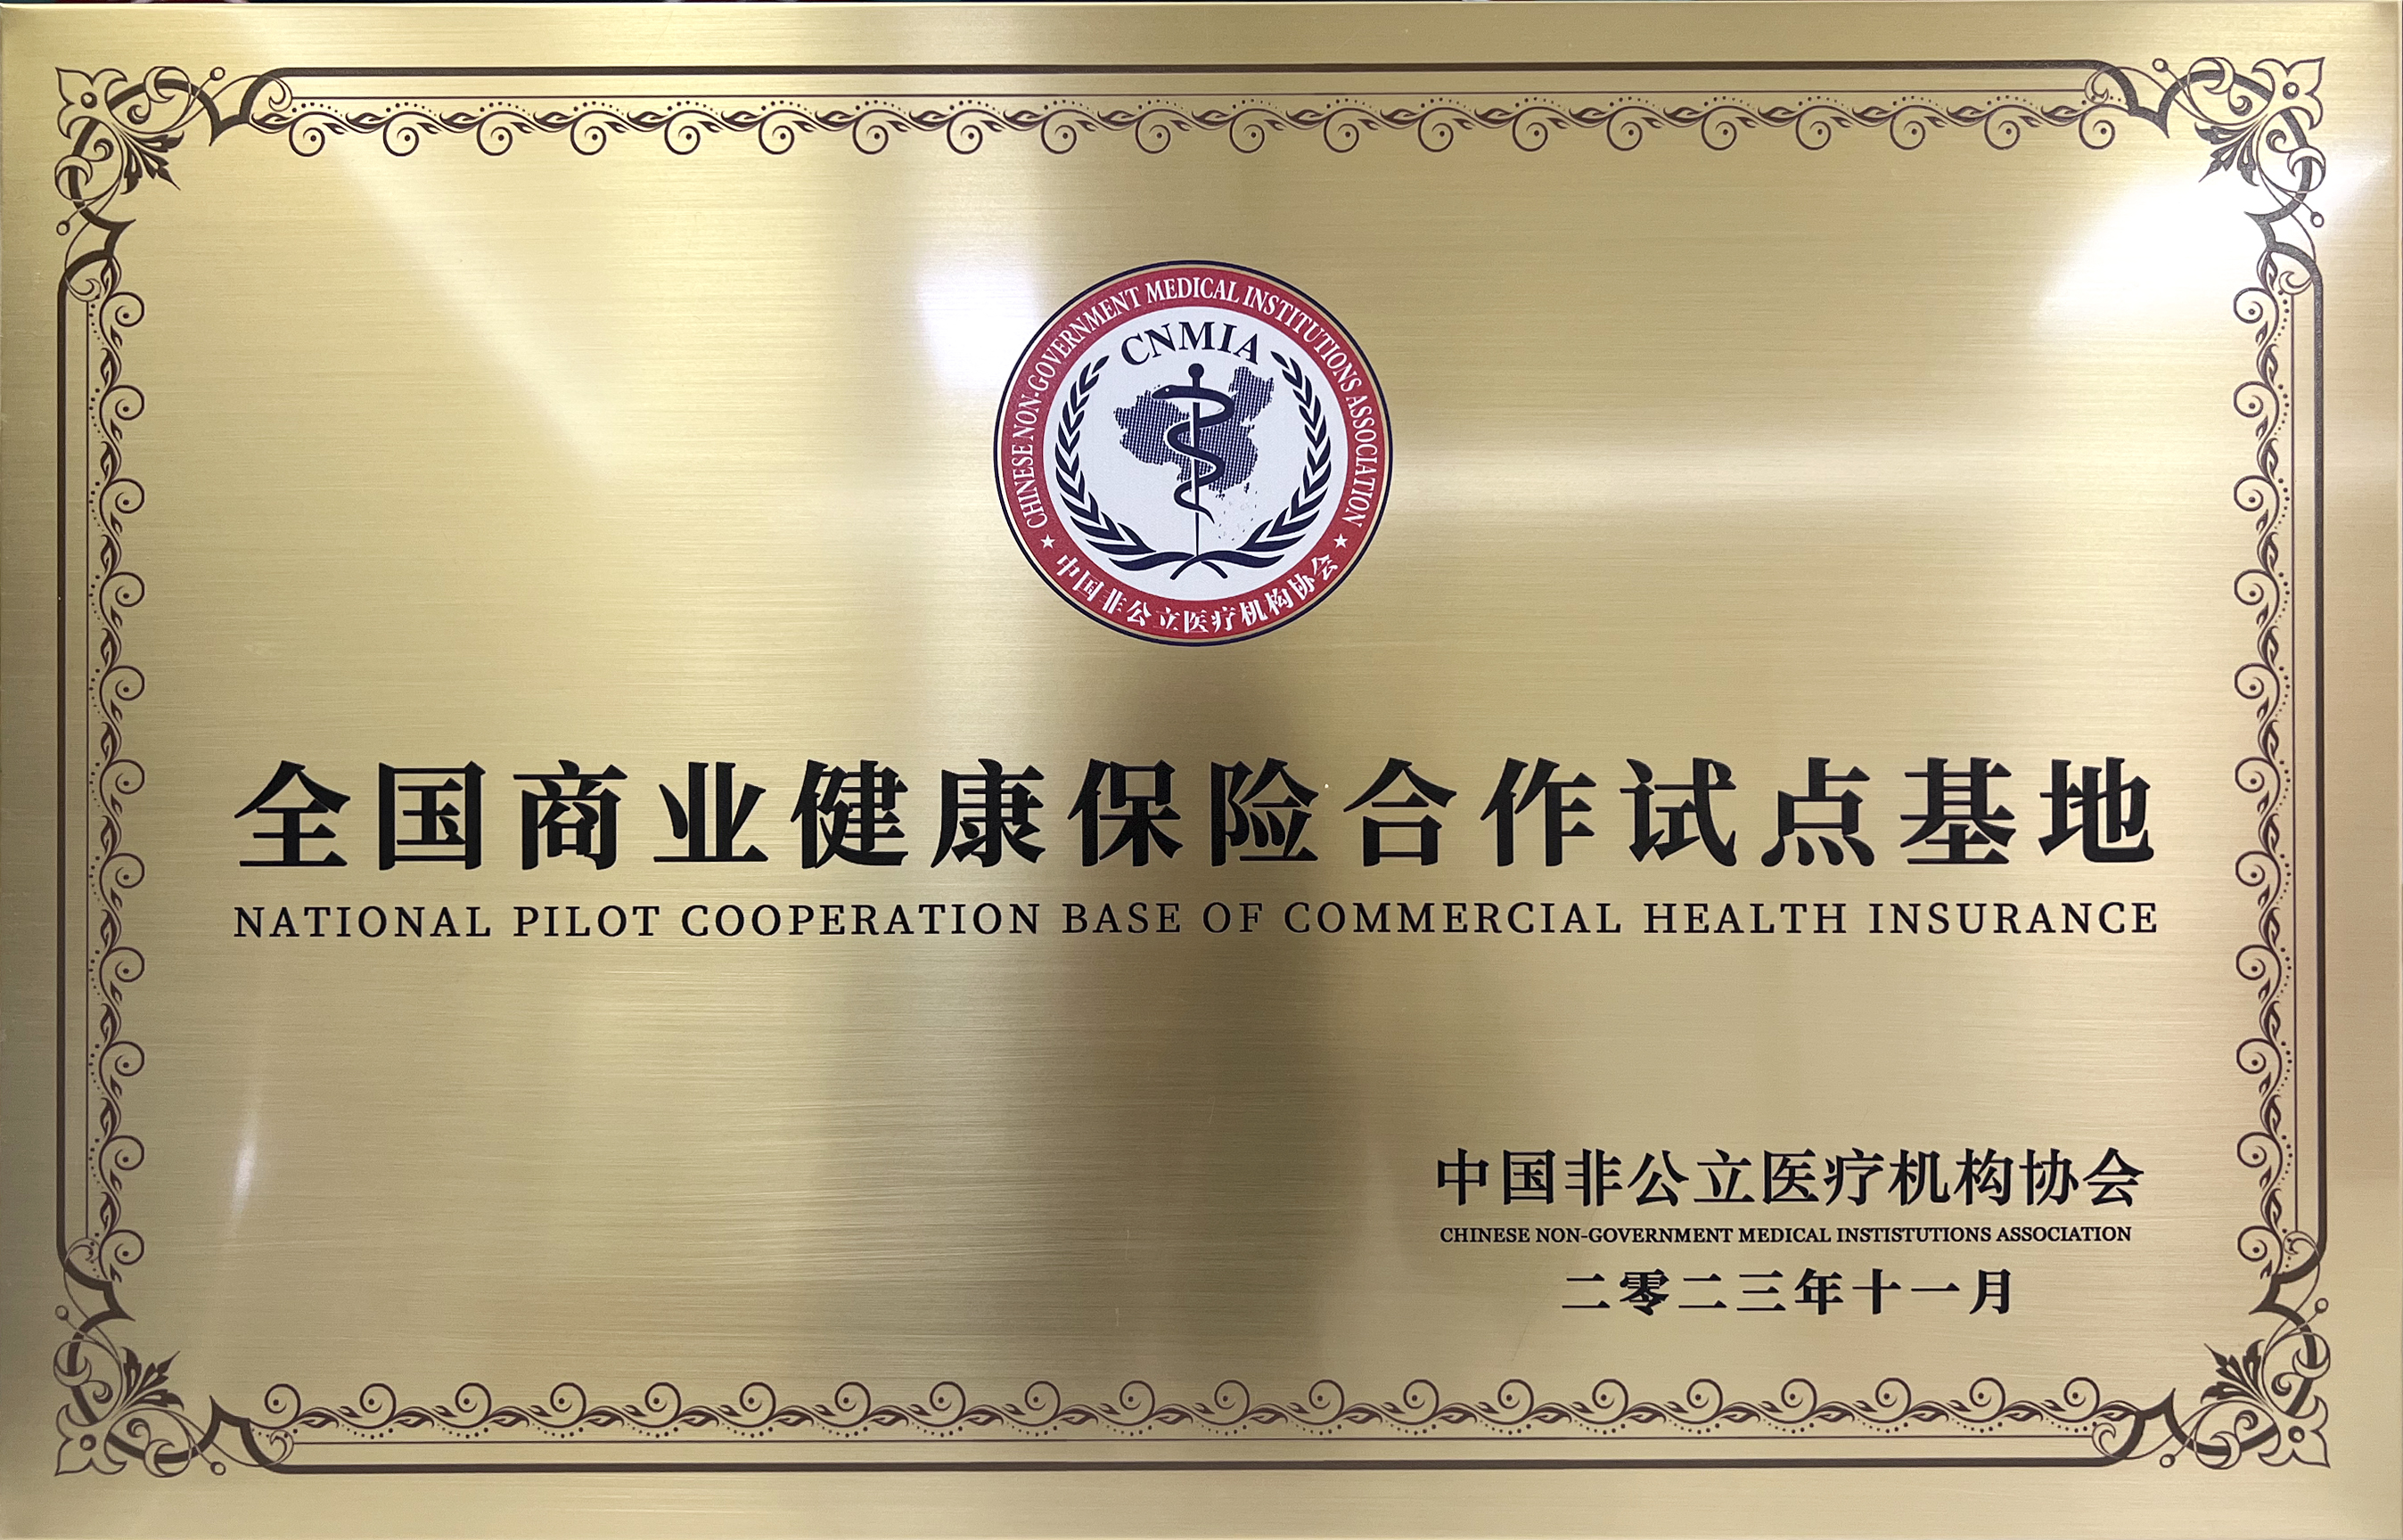 CHINESE NON-GOVERNMENT MEDICAL INSTITUTIONS ASSOCIATION
CNMIA
中国非公立医疗机构协会
全国商业健康保险合作试点基地
NATIONAL PILOT COOPERATION BASE OF COMMERCIAL HEALTH INSURANCE
中国非公立医疗机构协会
CHINESE NON-GOVERNMENT MEDICAL INSTISTUTIONS ASSOCIATION
二零二三年十一月